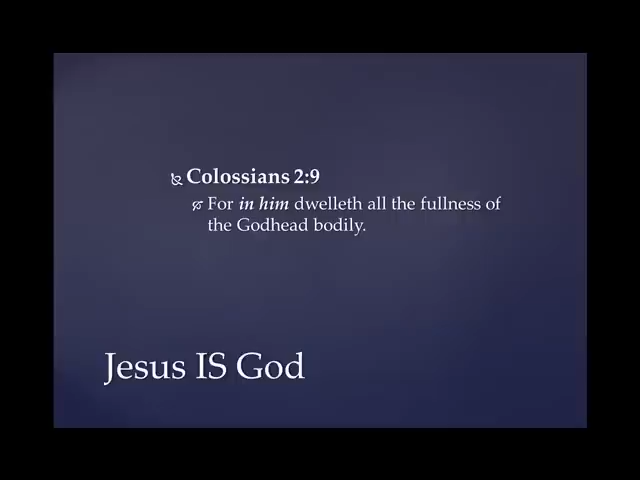 Colossians 2:9
For in him dwelleth all the fullness of
the Godhead bodily.
Jesus IS God